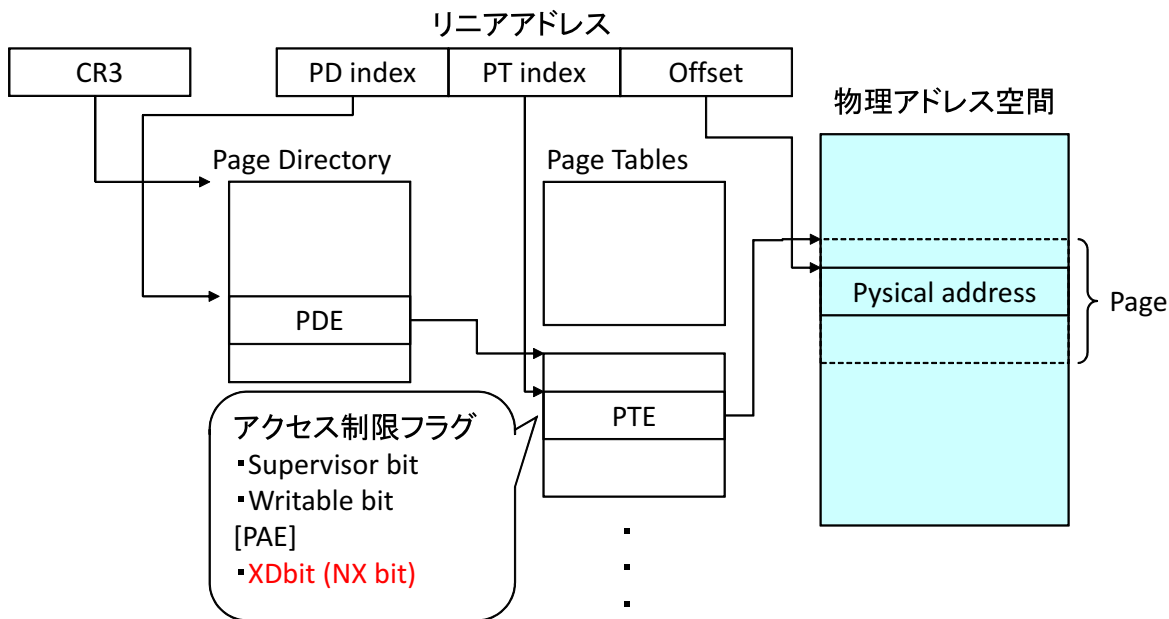 リニアアドレス
CR3
PD index
PT index
Offset
物理アドレス空間
Page Directory
Page Tables
Pysical address
Page
PDE
PTE
アクセス制限フラグ
▪Supervisor bit
▪Writable bit
[PAE]
▪XDbit (NX bit)